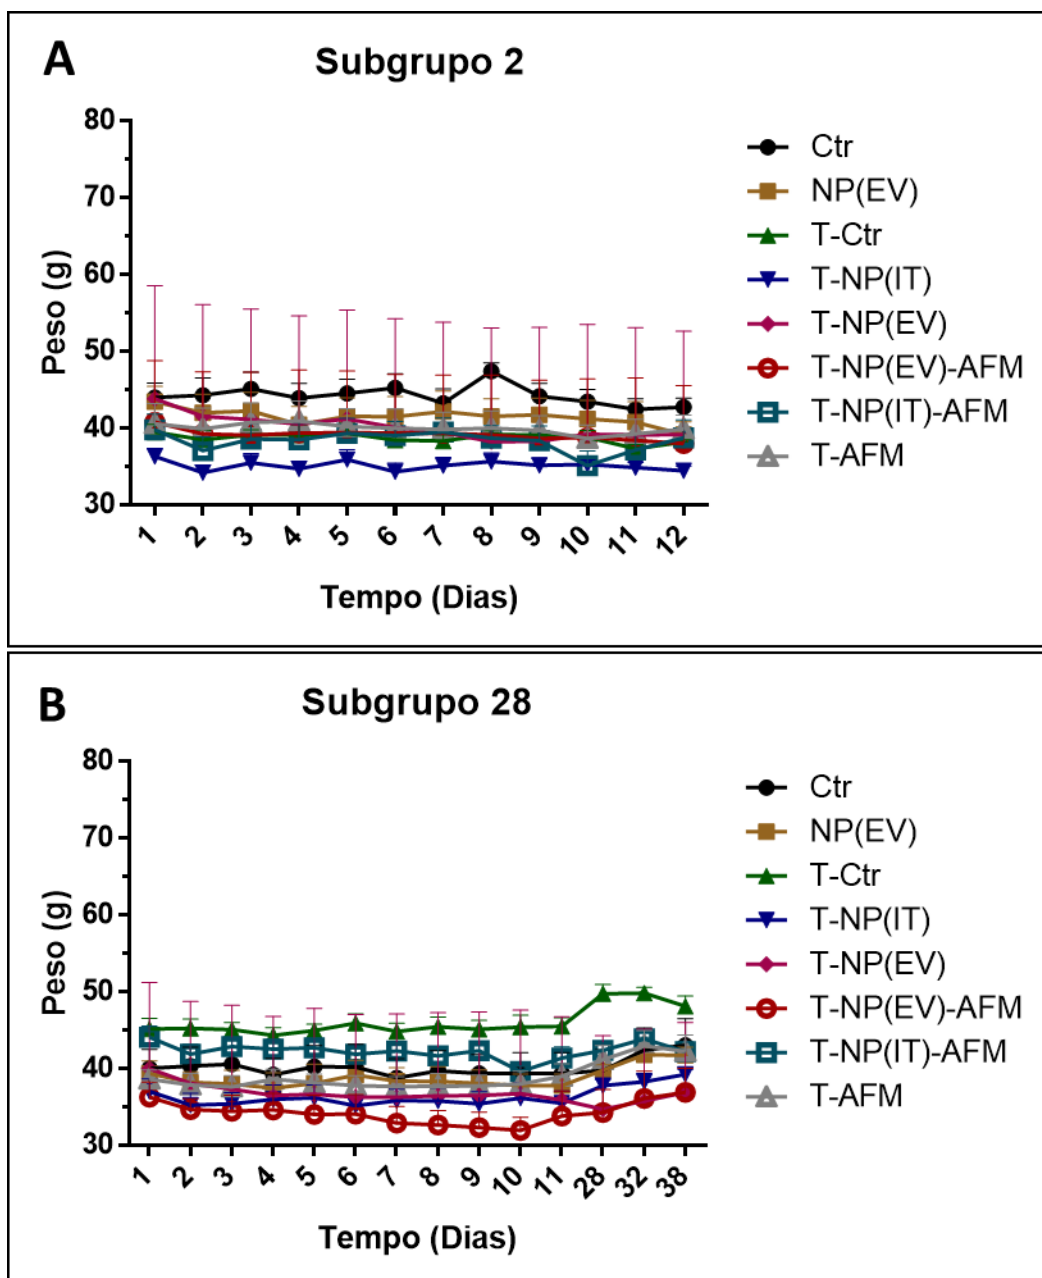 A
Subgrupo 2
80
70
60
50
40
30
Peso (g)
1 2 3 4 5 6 7 8 9 10 11 12
Tempo (Dias)
Ctr
NP(EV)
T-Ctr
T-NP(IT)
T-NP(EV)
T-NP(EV)-AFM
T-NP(IT)-AFM
T-AFM
B
Subgrupo 28
80
70
60
50
40
30
Peso (g)
1 2 3 4 5 6 7 8 9 10 11 28 32 38
Tempo (Dias)
Ctr
NP(EV)
T-Ctr
T-NP(IT)
T-NP(EV)
T-NP(EV)-AFM
T-NP(IT)-AFM
T-AFM